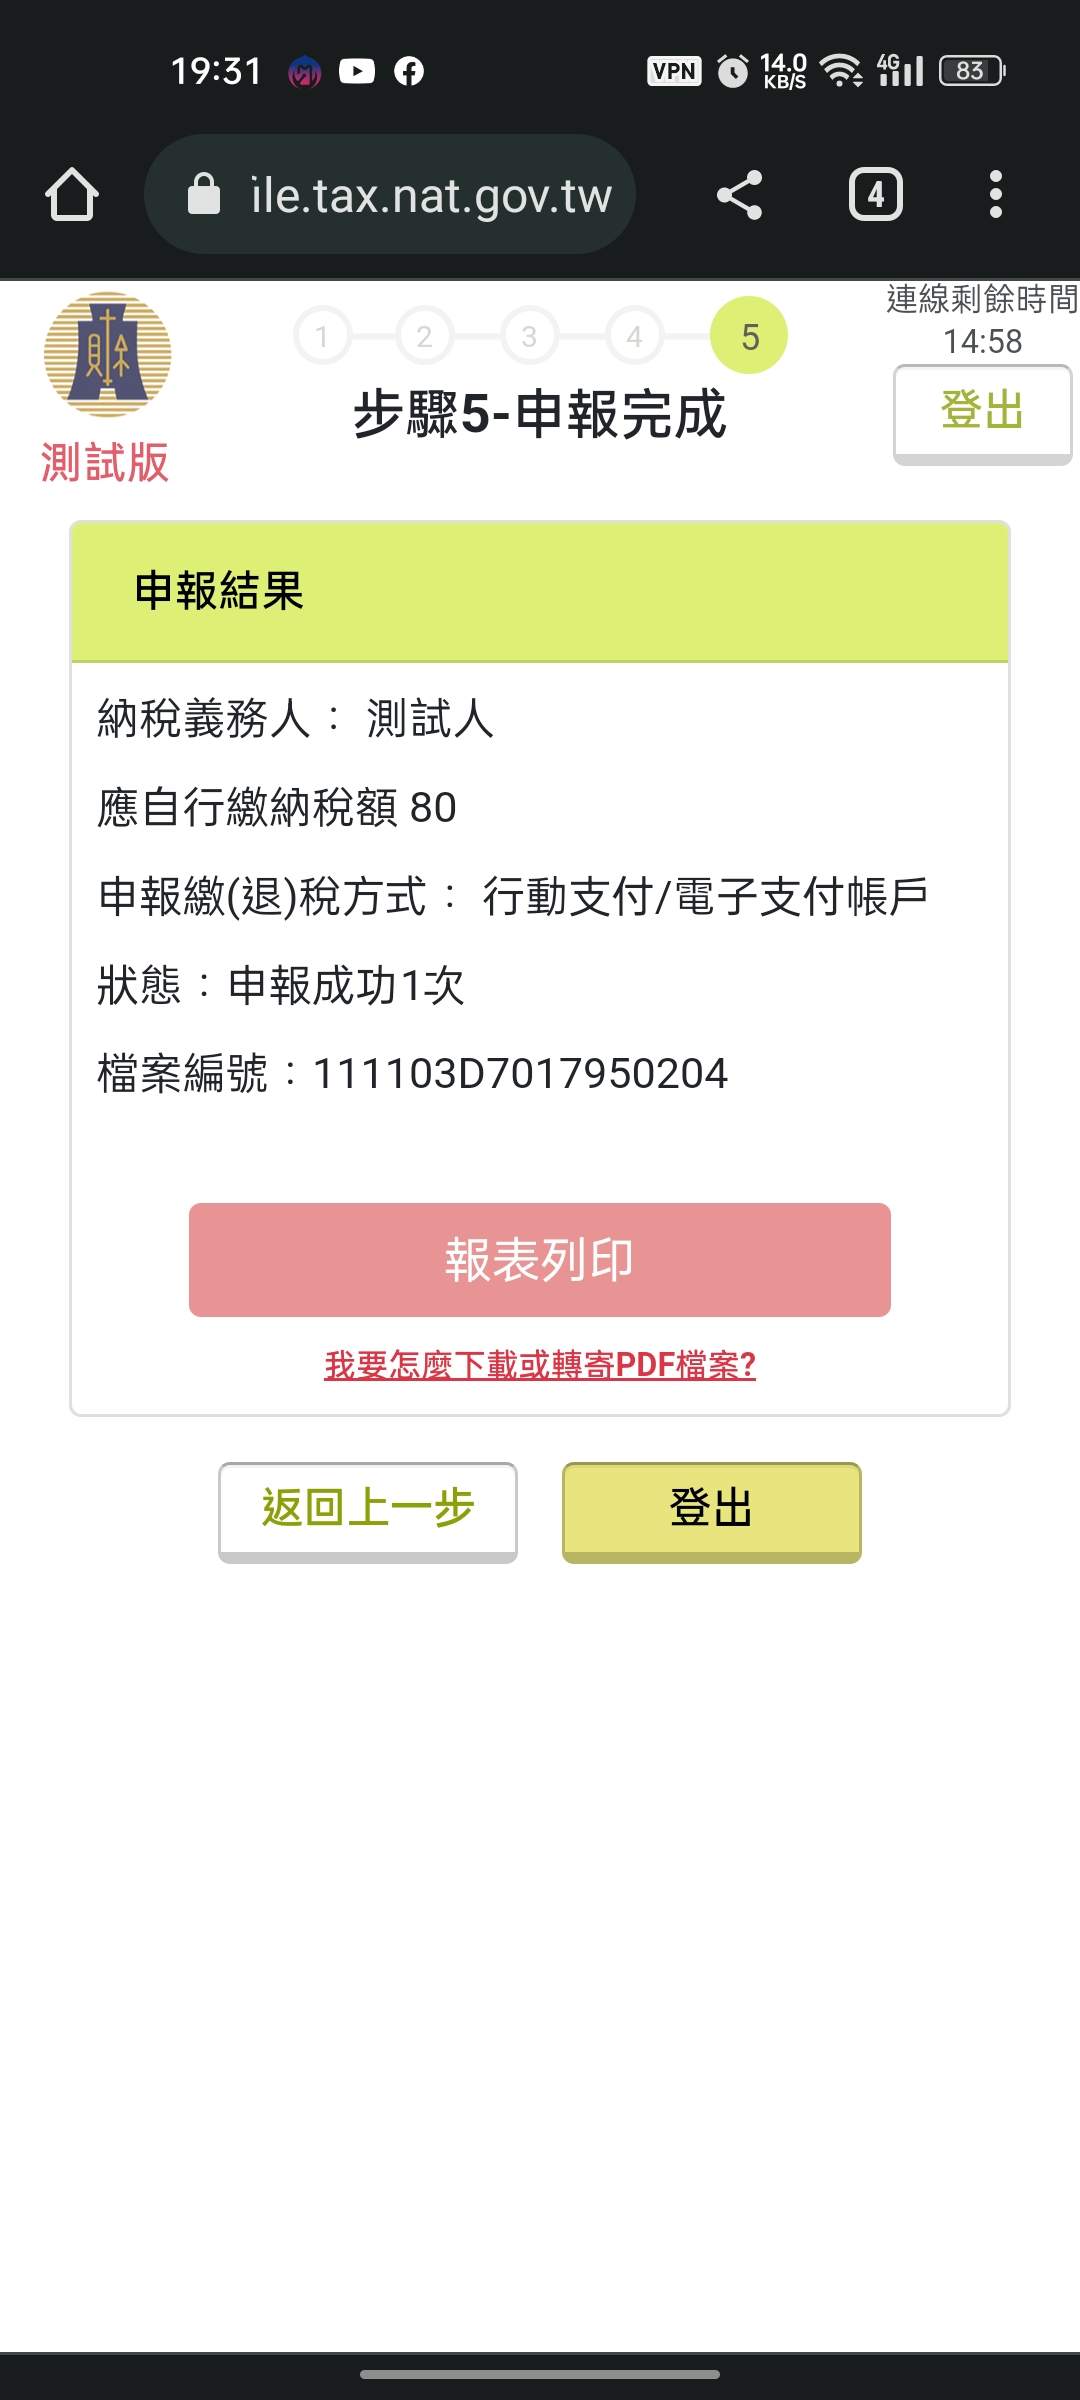 19:31
VPN
14.0
KB/S
4G
83
ile.tax.nat.gov.tw
4
測試版
1
2
3
4
5
步驟5-申報完成
連線剩餘時間
14:58
登出
申報結果
納稅義務人： 測試人
應自行繳納稅額 80
申報繳(退)稅方式： 行動支付/電子支付帳戶
狀態：申報成功1次
檔案編號：111103D7017950204
報表列印
我要怎麼下載或轉寄PDF檔案?
返回上一步
登出